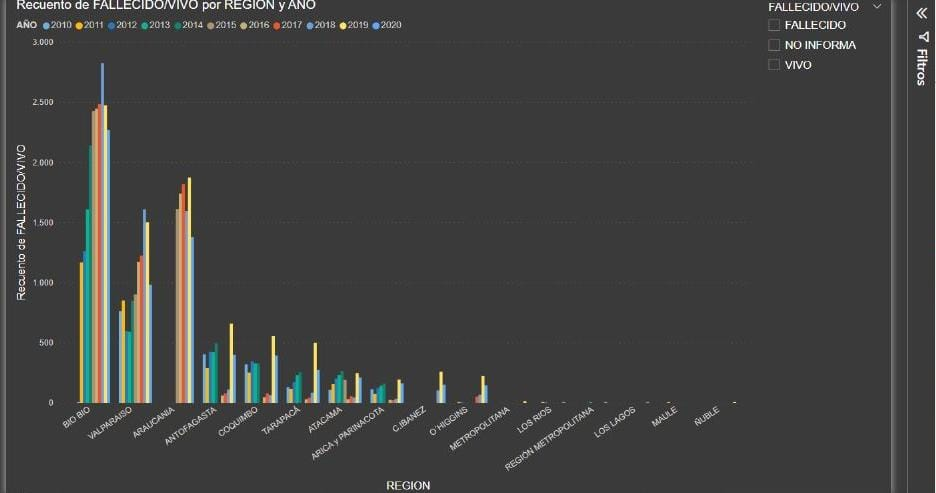 Recuento de FALLECIDO/VIVO por REGION y AÑO
AÑO 2010 2011 2012 2013 2014 2015 2016 2017 2018 2019 2020
3.000
2.500
2.000
1.500
1.000
500
0
Recuento de FALLECIDO/VIVO
BIO BIO
VALPARAISO
ARAUCANIA
ANTOFAGASTA
COQUIMBO
TARAPACÁ
ATACAMA
ARICA y PARINACOTA
C.IBANEZ
O´HIGGINS
METROPOLITANA
LOS RIOS
REGIÓN METROPOLITANA
LOS LAGOS
MAULE
ÑUBLE
REGION
FALLECIDO/VIVO
FALLECIDO
NO INFORMA
VIVO
Filtros